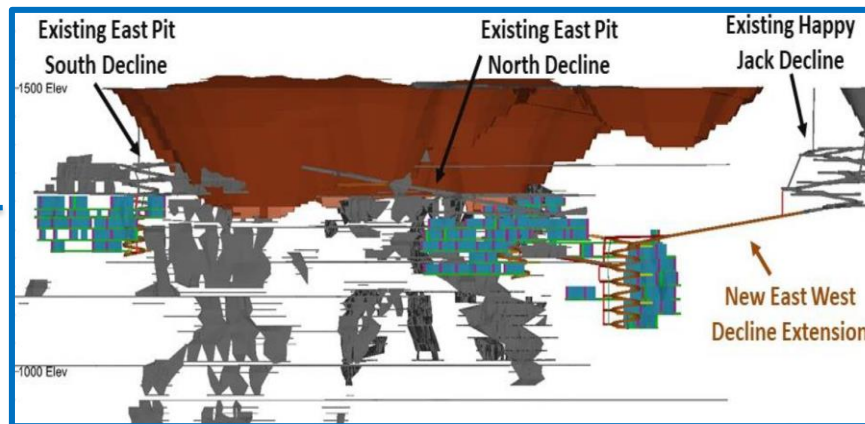 Existing East Pit
South Decline
Existing East Pit
North Decline
Existing Happy
Jack Decline
1500 Elev
New East West
Decline Extension
1000 Elev